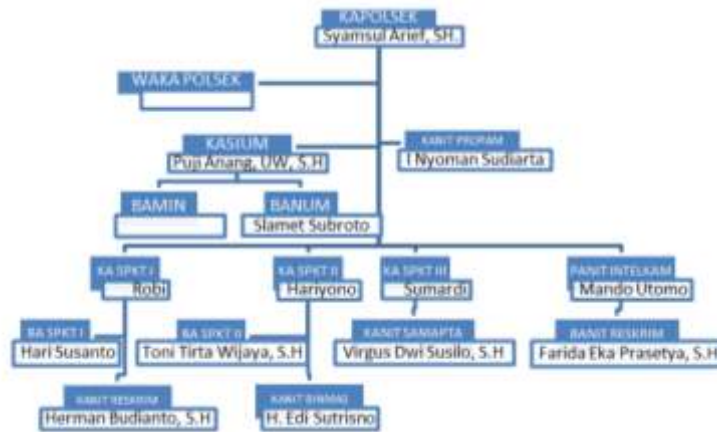 KAPOLSEK
Syamsul Arief, SH.
WAKA POLSEK
KASIUM
Puji Anang, UW, S.H
KANIT PROPAM
I Nyoman Sudiarta
BAMIN
BANUM
Slamet Subroto
KA SPKT I
Robi
KA SPKT II
Hariyono
KA SPKT III
Sumardi
PANIT INTELKAM
Mando Utomo
BA SPKT I
Hari Susanto
BA SPKT II
Toni Tirta Wijaya, S.H
KANIT SAMAPTA
Virgus Dwi Susilo, S.H
BANIT RESKRIM
Farida Eka Prasetya, S.H
KANIT RESKRIM
Herman Budianto, S.H
KANIT BINMAS
H. Edi Sutrisno